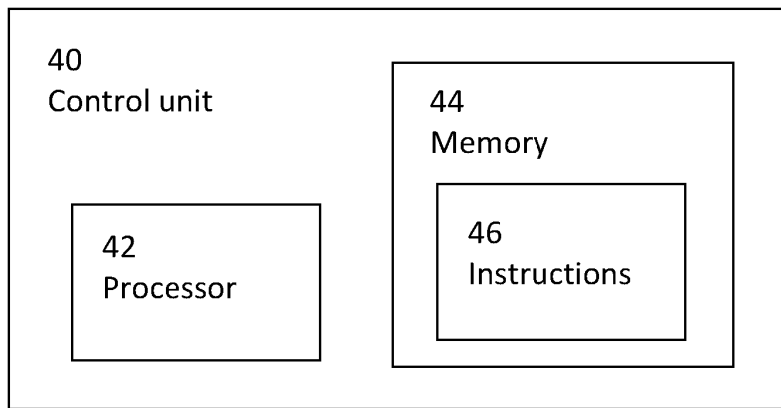 40
Control unit
44
Memory
42
Processor
46
Instructions